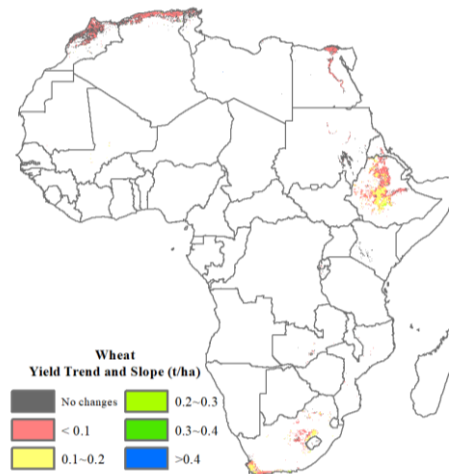 Wheat
Yield Trend and Slope (t/ha)
No changes
0.2~0.3
< 0.1
0.3~0.4
0.1~0.2
>0.4